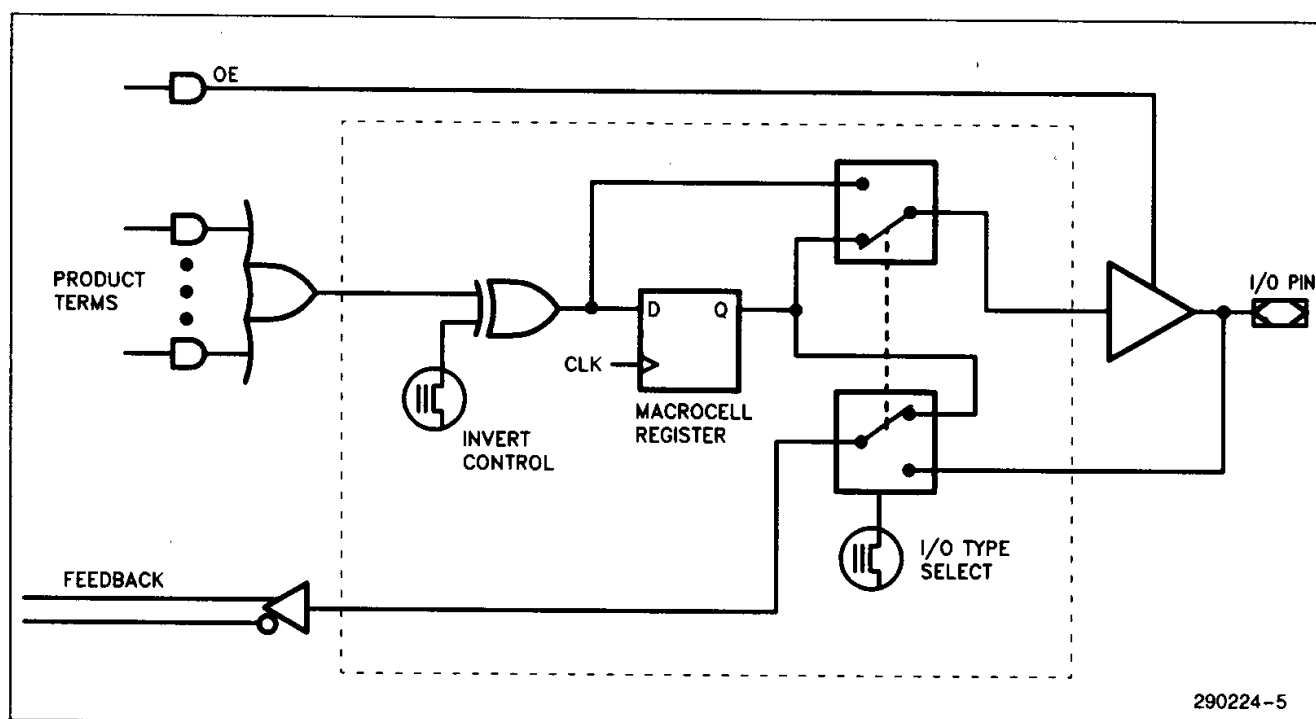 OE
PRODUCT
TERMS
INVERT
CONTROL
D
Q
CLK
MACROCELL
REGISTER
I/O PIN
I/O TYPE
SELECT
FEEDBACK
290224-5